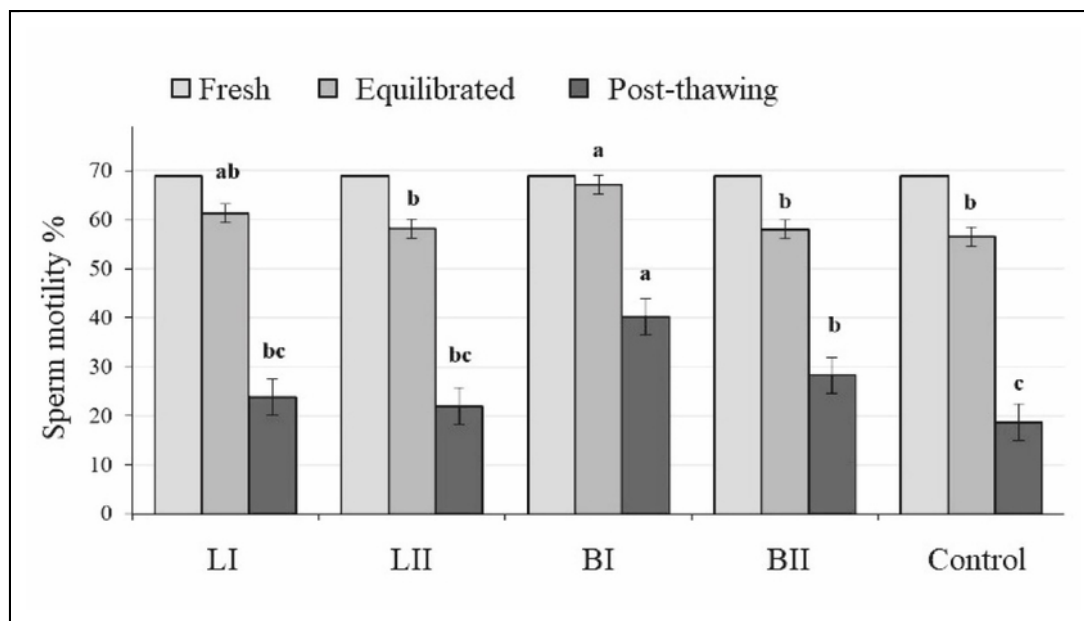 Fresh Equilibrated Post-thawing
Sperm motility %
70
60
50
40
30
20
10
0
ab
bc
b
bc
a
a
b
b
b
c
LI LII BI BII Control